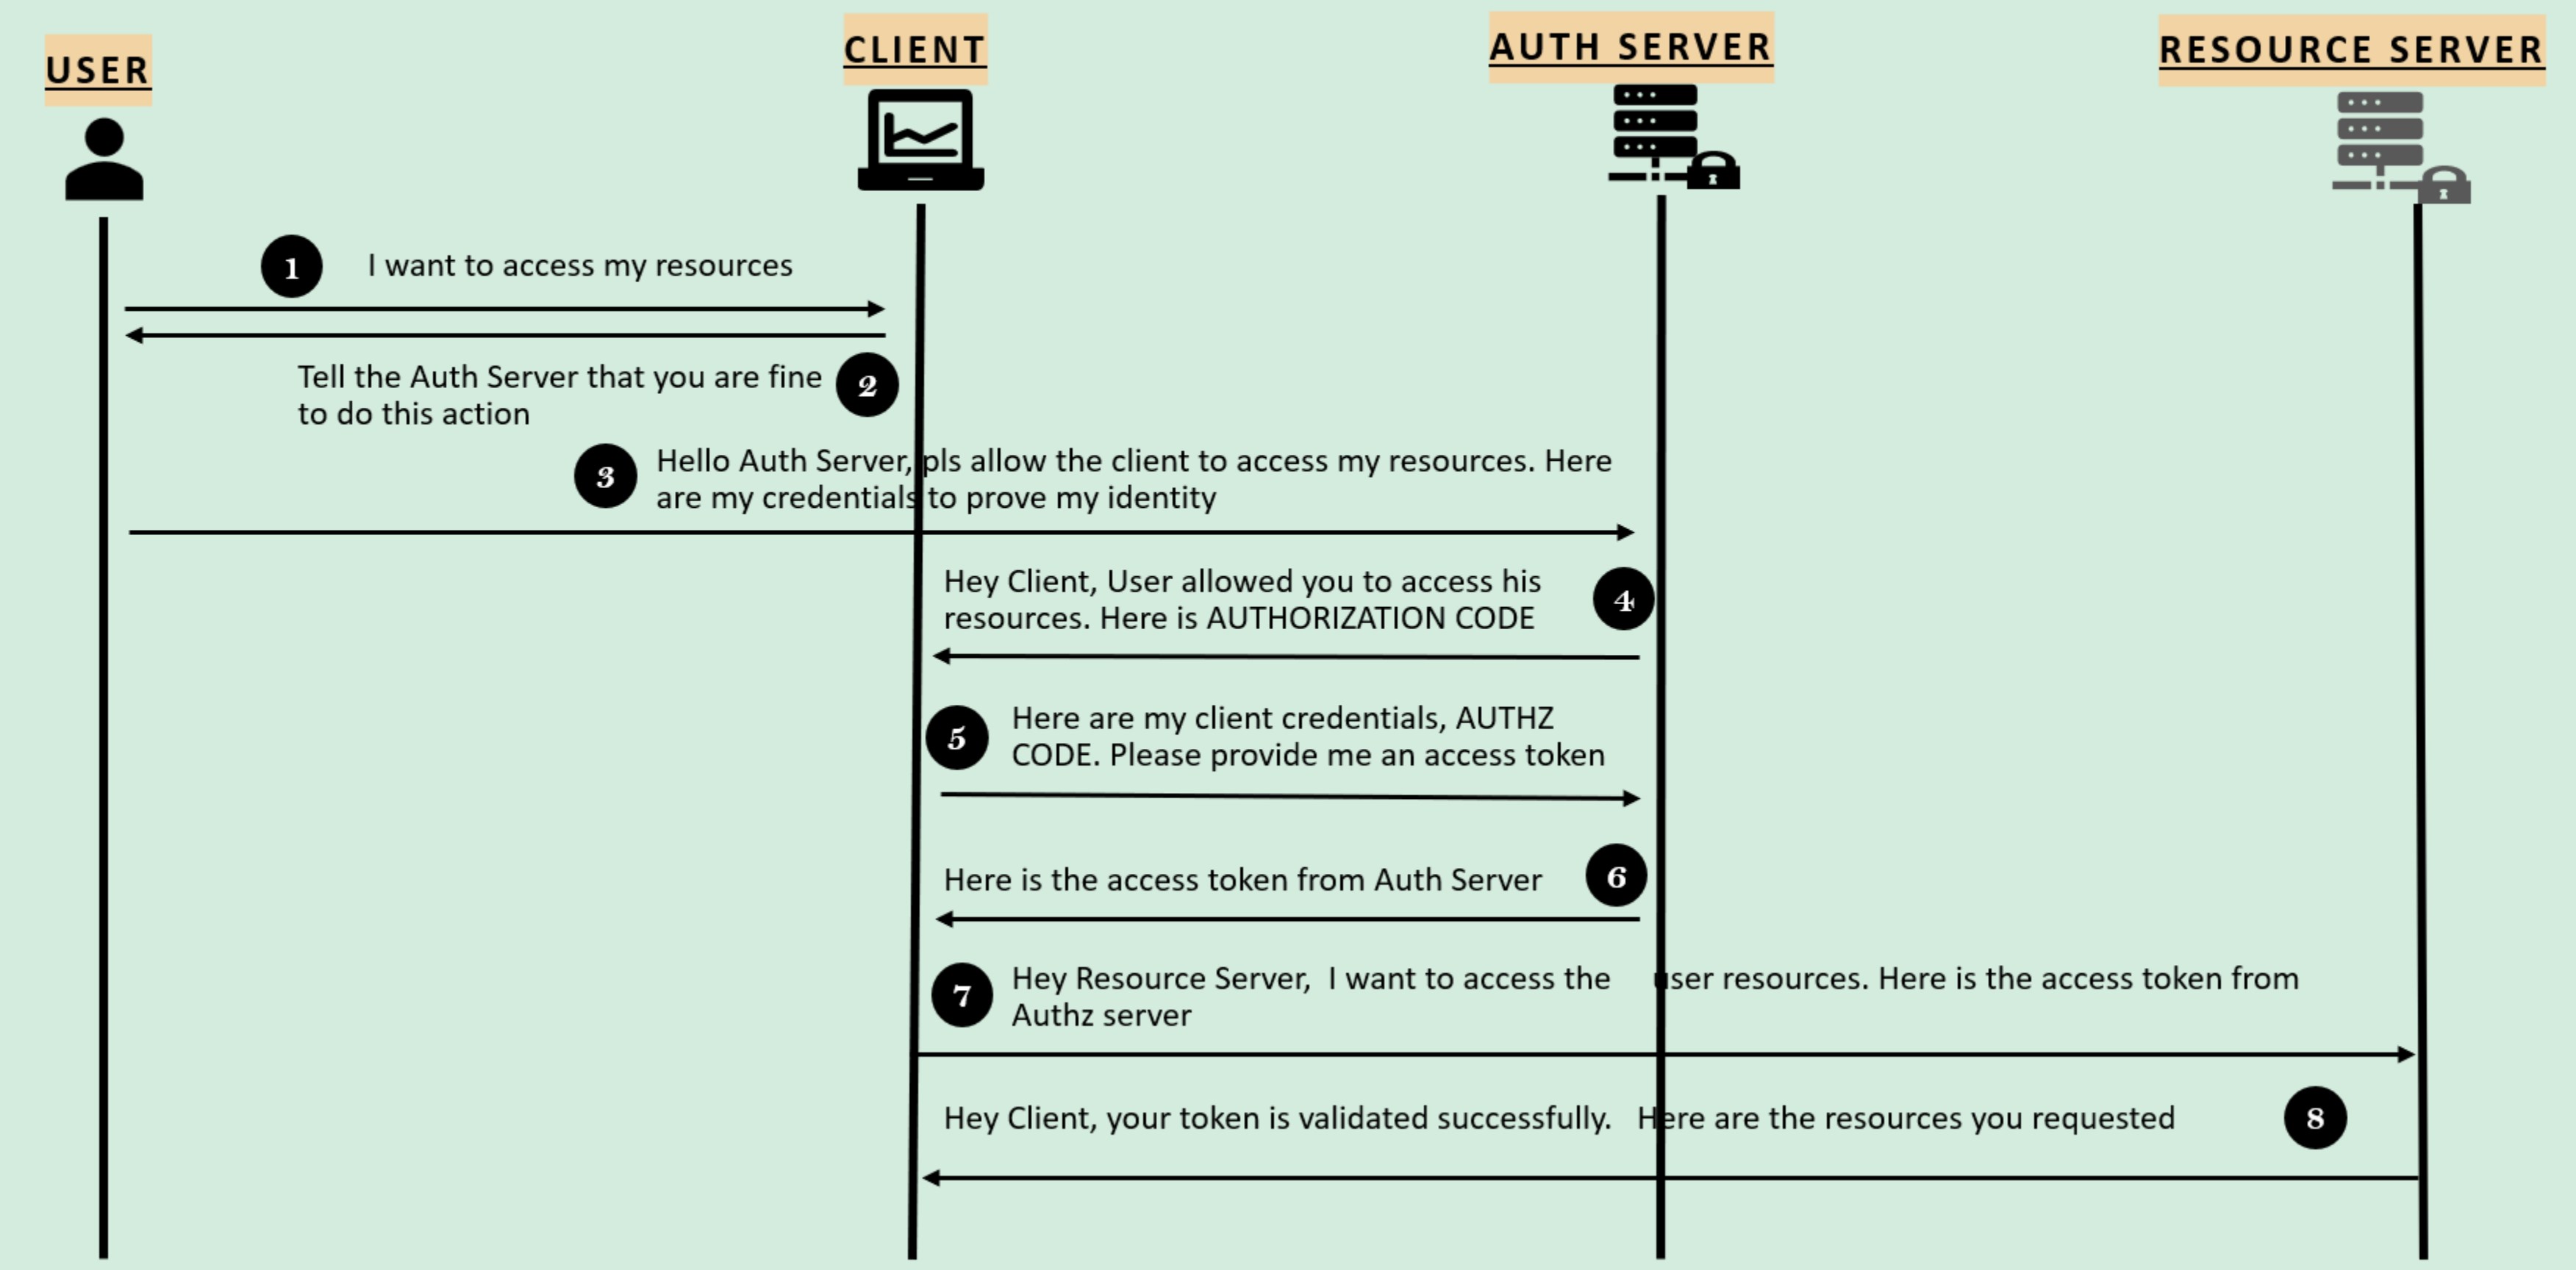 USER
CLIENT
AUTH SERVER
RESOURCE SERVER
1
I want to access my resources
Tell the Auth Server that you are fine
to do this action
2
3
Hello Auth Server, pls allow the client to access my resources. Here
are my credentials to prove my identity
Hey Client, User allowed you to access his
resources. Here is AUTHORIZATION CODE
4
5
Here are my client credentials, AUTHZ
CODE. Please provide me an access token
Here is the access token from Auth Server
6
7
Hey Resource Server, I want to access the user resources. Here is the access token from
Authz server
Hey Client, your token is validated successfully. Here are the resources you requested
8